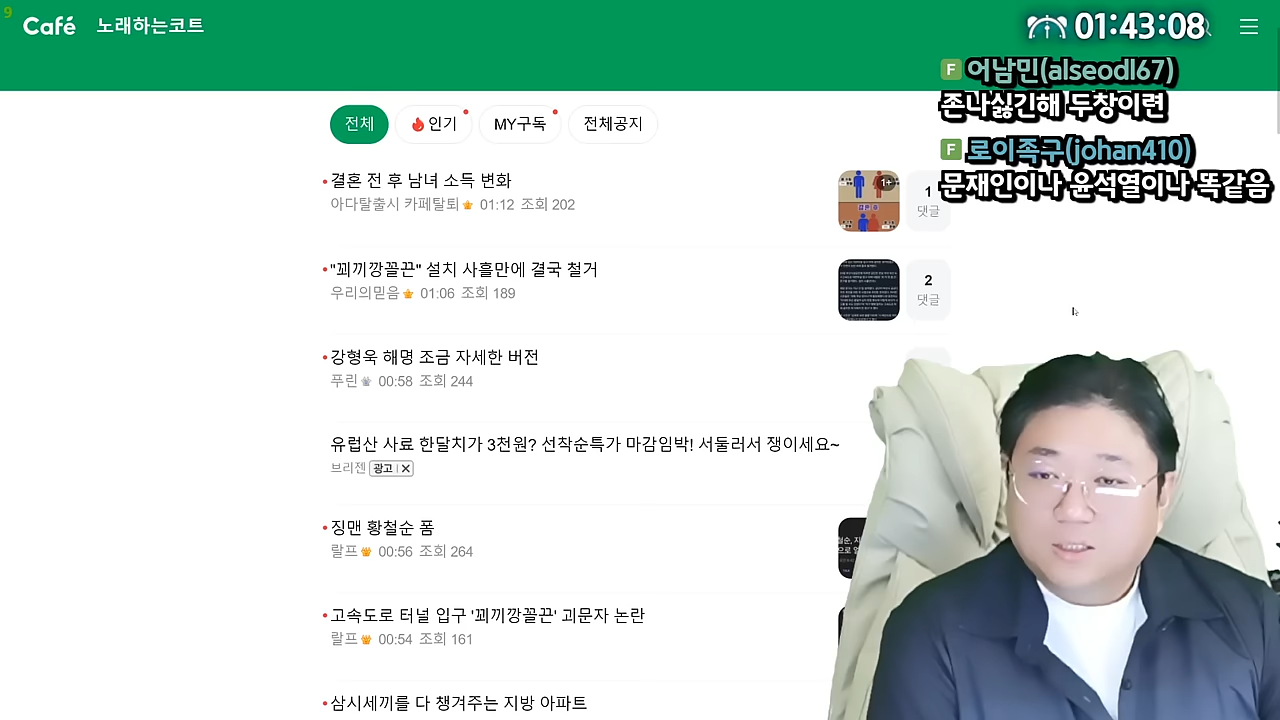 9
Café 노래하는코트
01:43:08
어남민(alseodl67)
존나싫긴해 두창이련
로이족구(johan410)
문재인이나 윤석열이나 똑같음
전체 인기 MY구독 전체공지
결혼 전 후 남녀 소득 변화
아다탈출시 카페탈퇴 01:12 조회 202
1+
1
댓글
"꾀끼깡꼴끈" 설치 사흘만에 결국 철거
우리의믿음 01:05 조회 189
2
댓글
강형욱 해명 조금 자세한 버전
푸린 00:58 조회 244
유럽산 사료 한달치가 3천원? 선착순특가 마감임박! 서둘러서 쟁이세요~
브리젠 광고 X
징맨 황철순 폼
랄프 00:56 조회 264
고속도로 터널 입구 '꾀끼깡꼴끈' 괴문자 논란
랄프 00:54 조회 161
삼시세끼를 다 챙겨주는 지방 아파트